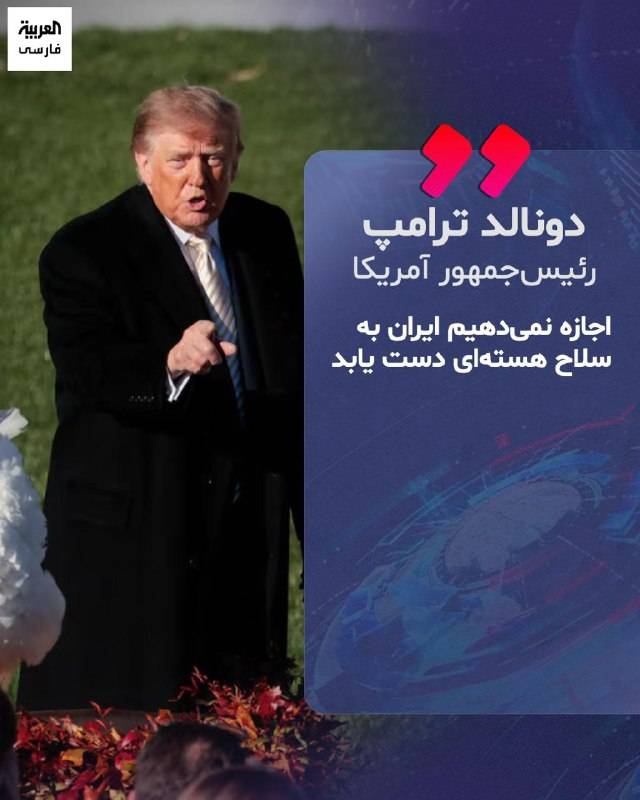 العربية
فارسی
دونالد ترامپ
رئیس‌جمهور آمریکا
اجازه نمی‌دهیم ایران به
سلاح هسته‌ای دست یابد